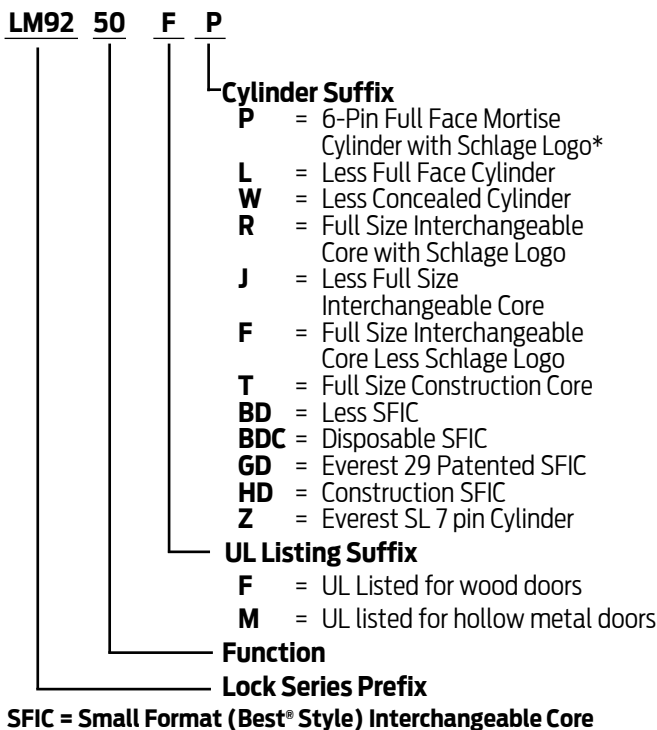 LM92 50 F P
Cylinder Suffix
P = 6-Pin Full Face Mortise
Cylinder with Schlage Logo*
L = Less Full Face Cylinder
W = Less Concealed Cylinder
R = Full Size Interchangeable
Core with Schlage Logo
J = Less Full Size
Interchangeable Core
F = Full Size Interchangeable
Core Less Schlage Logo
T = Full Size Construction Core
BD = Less SFIC
BDC = Disposable SFIC
GD = Everest 29 Patented SFIC
HD = Construction SFIC
Z = Everest SL 7 pin Cylinder
UL Listing Suffix
F = UL Listed for wood doors
M = UL listed for hollow metal doors
Function
Lock Series Prefix
SFIC = Small Format (Best® Style) Interchangeable Core